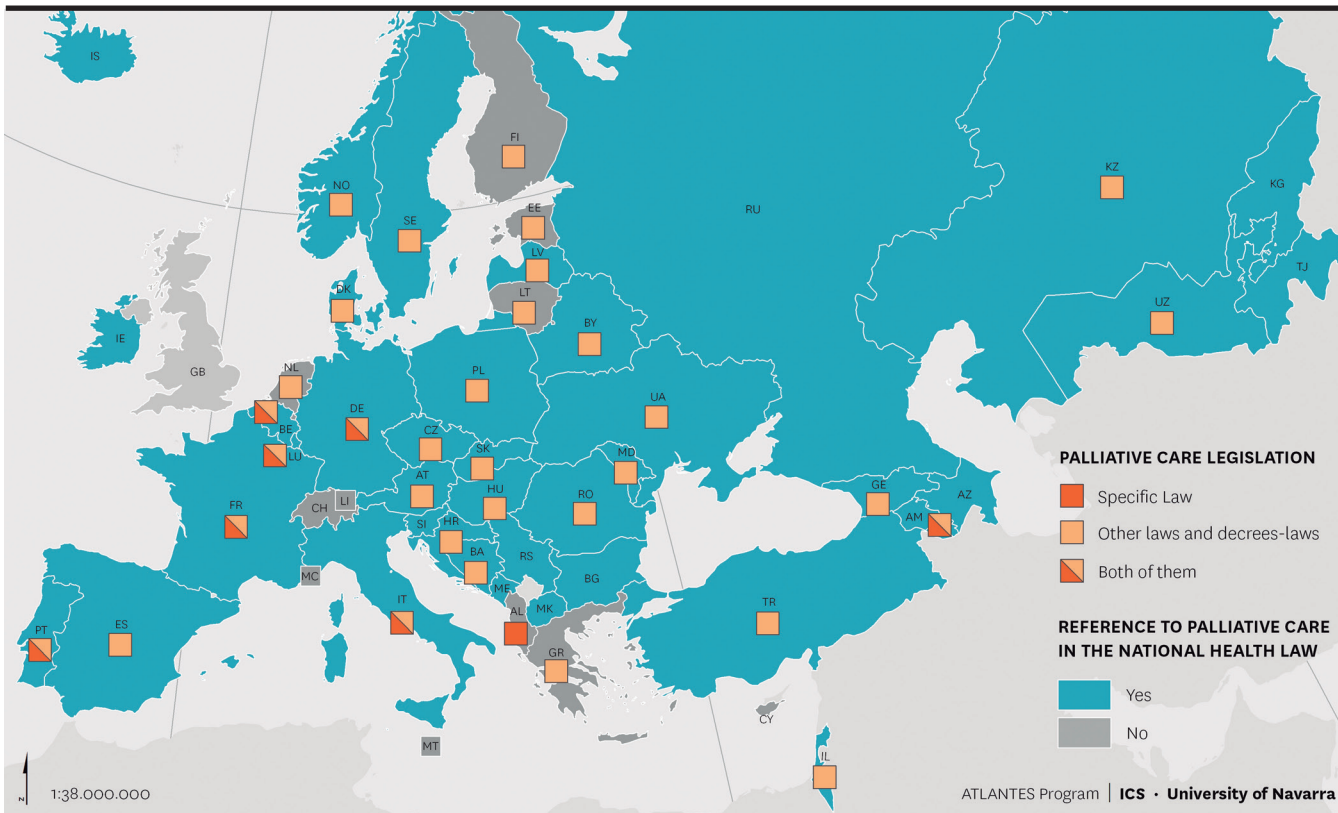 IS
FI
NO
KZ
KG
RU
EE
SE
LV
TJ
DK
LT
UZ
BY
IE
GB
NL
PL
UA
DE
BE
CZ
SK
MD
LU
AT
HU
RO
GE
AZ
CH
LI
AM
FR
SI
HR
BA
RS
BG
MC
ME
IT
AL
MK
TR
PT
ES
GR
CY
MT
IL
PALLIATIVE CARE LEGISLATION
Specific Law
Other laws and decrees-laws
Both of them
REFERENCE TO PALLIATIVE CARE
IN THE NATIONAL HEALTH LAW
Yes
No
N
1:38.000.000
ATLANTES Program | ICS · University of Navarra